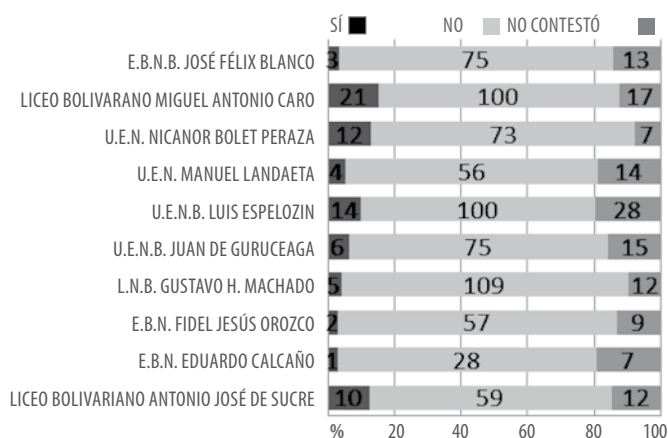 SÍ NO NO CONTESTÓ
E.B.N.B. JOSÉ FÉLIX BLANCO 3 75 13
LICEO BOLIVARANO MIGUEL ANTONIO CARO 21 100 17
U.E.N. NICANOR BOLET PERAZA 12 73 7
U.E.N. MANUEL LANDAETA 4 56 14
U.E.N.B. LUIS ESPELOZIN 14 100 28
U.E.N.B. JUAN DE GURUCEAGA 6 75 15
L.N.B. GUSTAVO H. MACHADO 5 109 12
E.B.N. FIDEL JESÚS OROZCO 2 57 9
E.B.N. EDUARDO CALCAÑO 1 28 7
LICEO BOLIVARIANO ANTONIO JOSÉ DE SUCRE 10 59 12
% 20 40 60 80 100